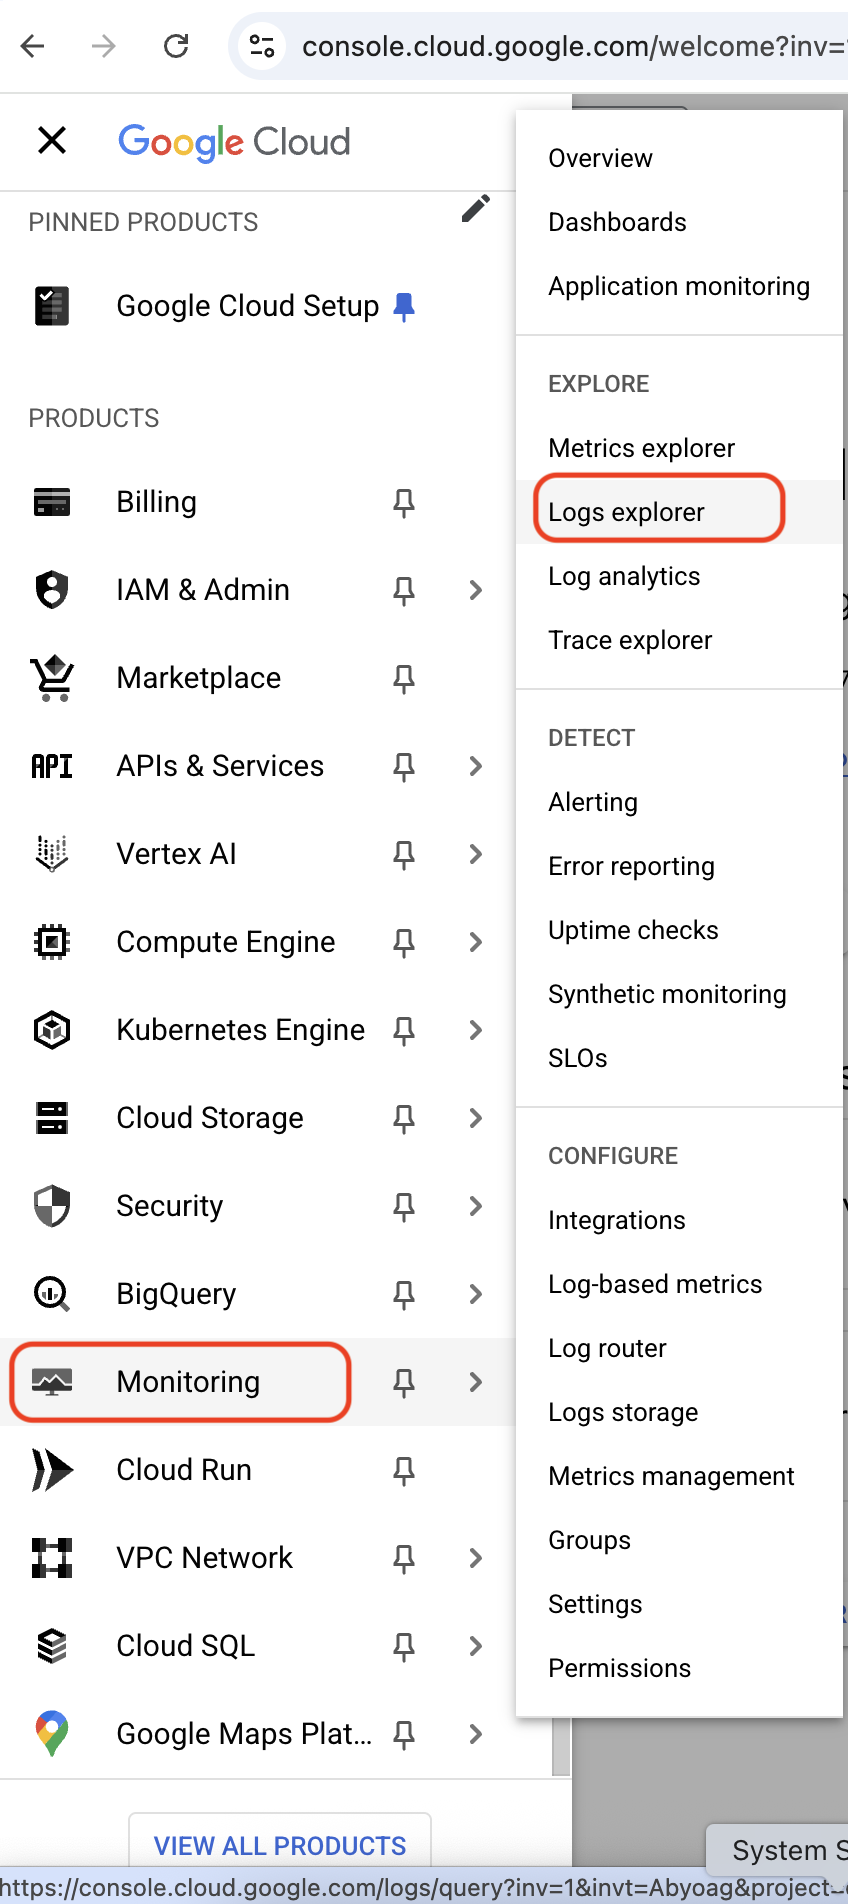 console.cloud.google.com/welcome?inv=
Google Cloud
PINNED PRODUCTS
Google Cloud Setup
PRODUCTS
Billing
IAM & Admin
Marketplace
API
APIs & Services
Vertex AI
Compute Engine
Kubernetes Engine
Cloud Storage
Security
BigQuery
Monitoring
Cloud Run
VPC Network
Cloud SQL
Google Maps Plat...
VIEW ALL PRODUCTS
Overview
Dashboards
Application monitoring
EXPLORE
Metrics explorer
Logs explorer
Log analytics
Trace explorer
DETECT
Alerting
Error reporting
Uptime checks
Synthetic monitoring
SLOs
CONFIGURE
Integrations
Log-based metrics
Log router
Logs storage
Metrics management
Groups
Settings
Permissions
System S
https://console.cloud.google.com/logs/query?inv=1&invt=Abyoag&project=